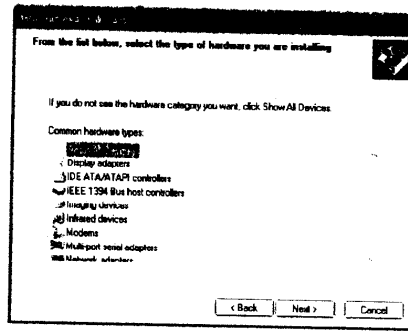 From the list below, select the type of hardware you are installing
If you do not see the hardware category you want, click Show All Devices.
Common hardware types:
Display adapters
IDE ATA/ATAPI controllers
IEEE 1394 Bus host controllers
Imaging devices
Infrared devices
Modems
Multi-port serial adapters
Network adapters
< Back
Next >
Cancel